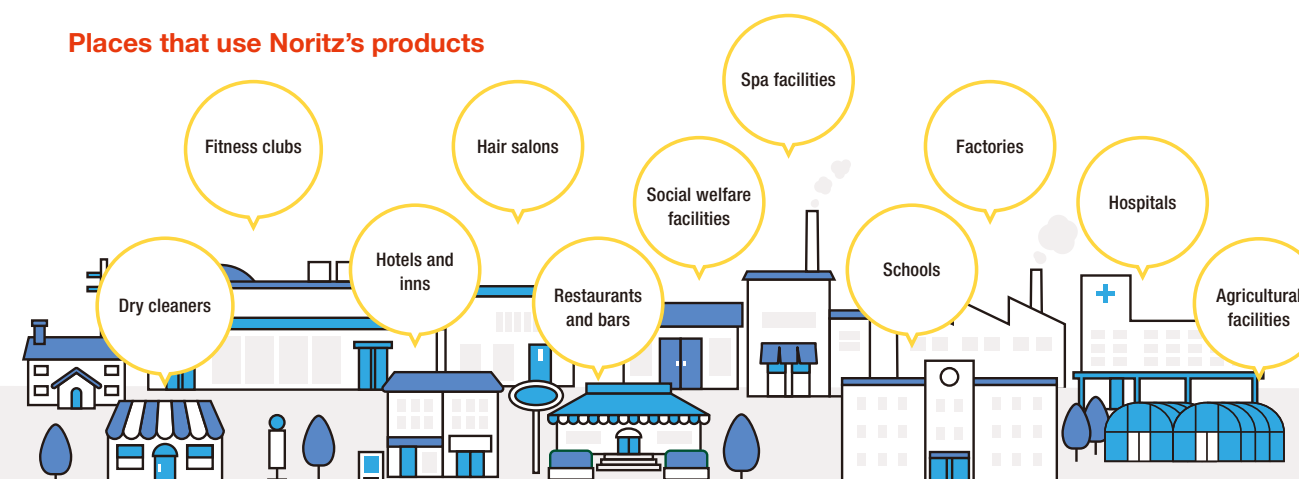 Places that use Noritz’s products
Spa facilities
Fitness clubs
Hair salons
Factories
Social welfare
facilities
Hospitals
Hotels and
inns
Schools
Dry cleaners
Restaurants
and bars
Agricultural
facilities